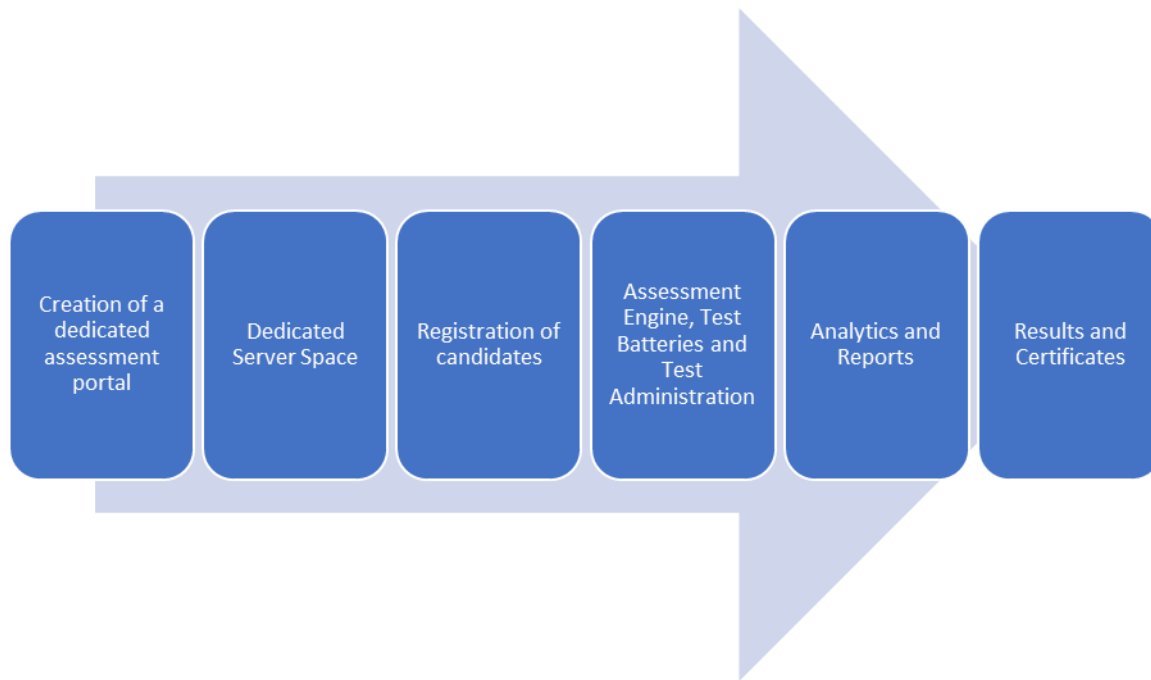 Creation of a
dedicated
assessment
portal
Dedicated
Server Space
Registration of
candidates
Assessment
Engine, Test
Batteries and
Test
Administration
Analytics and
Reports
Results and
Certificates